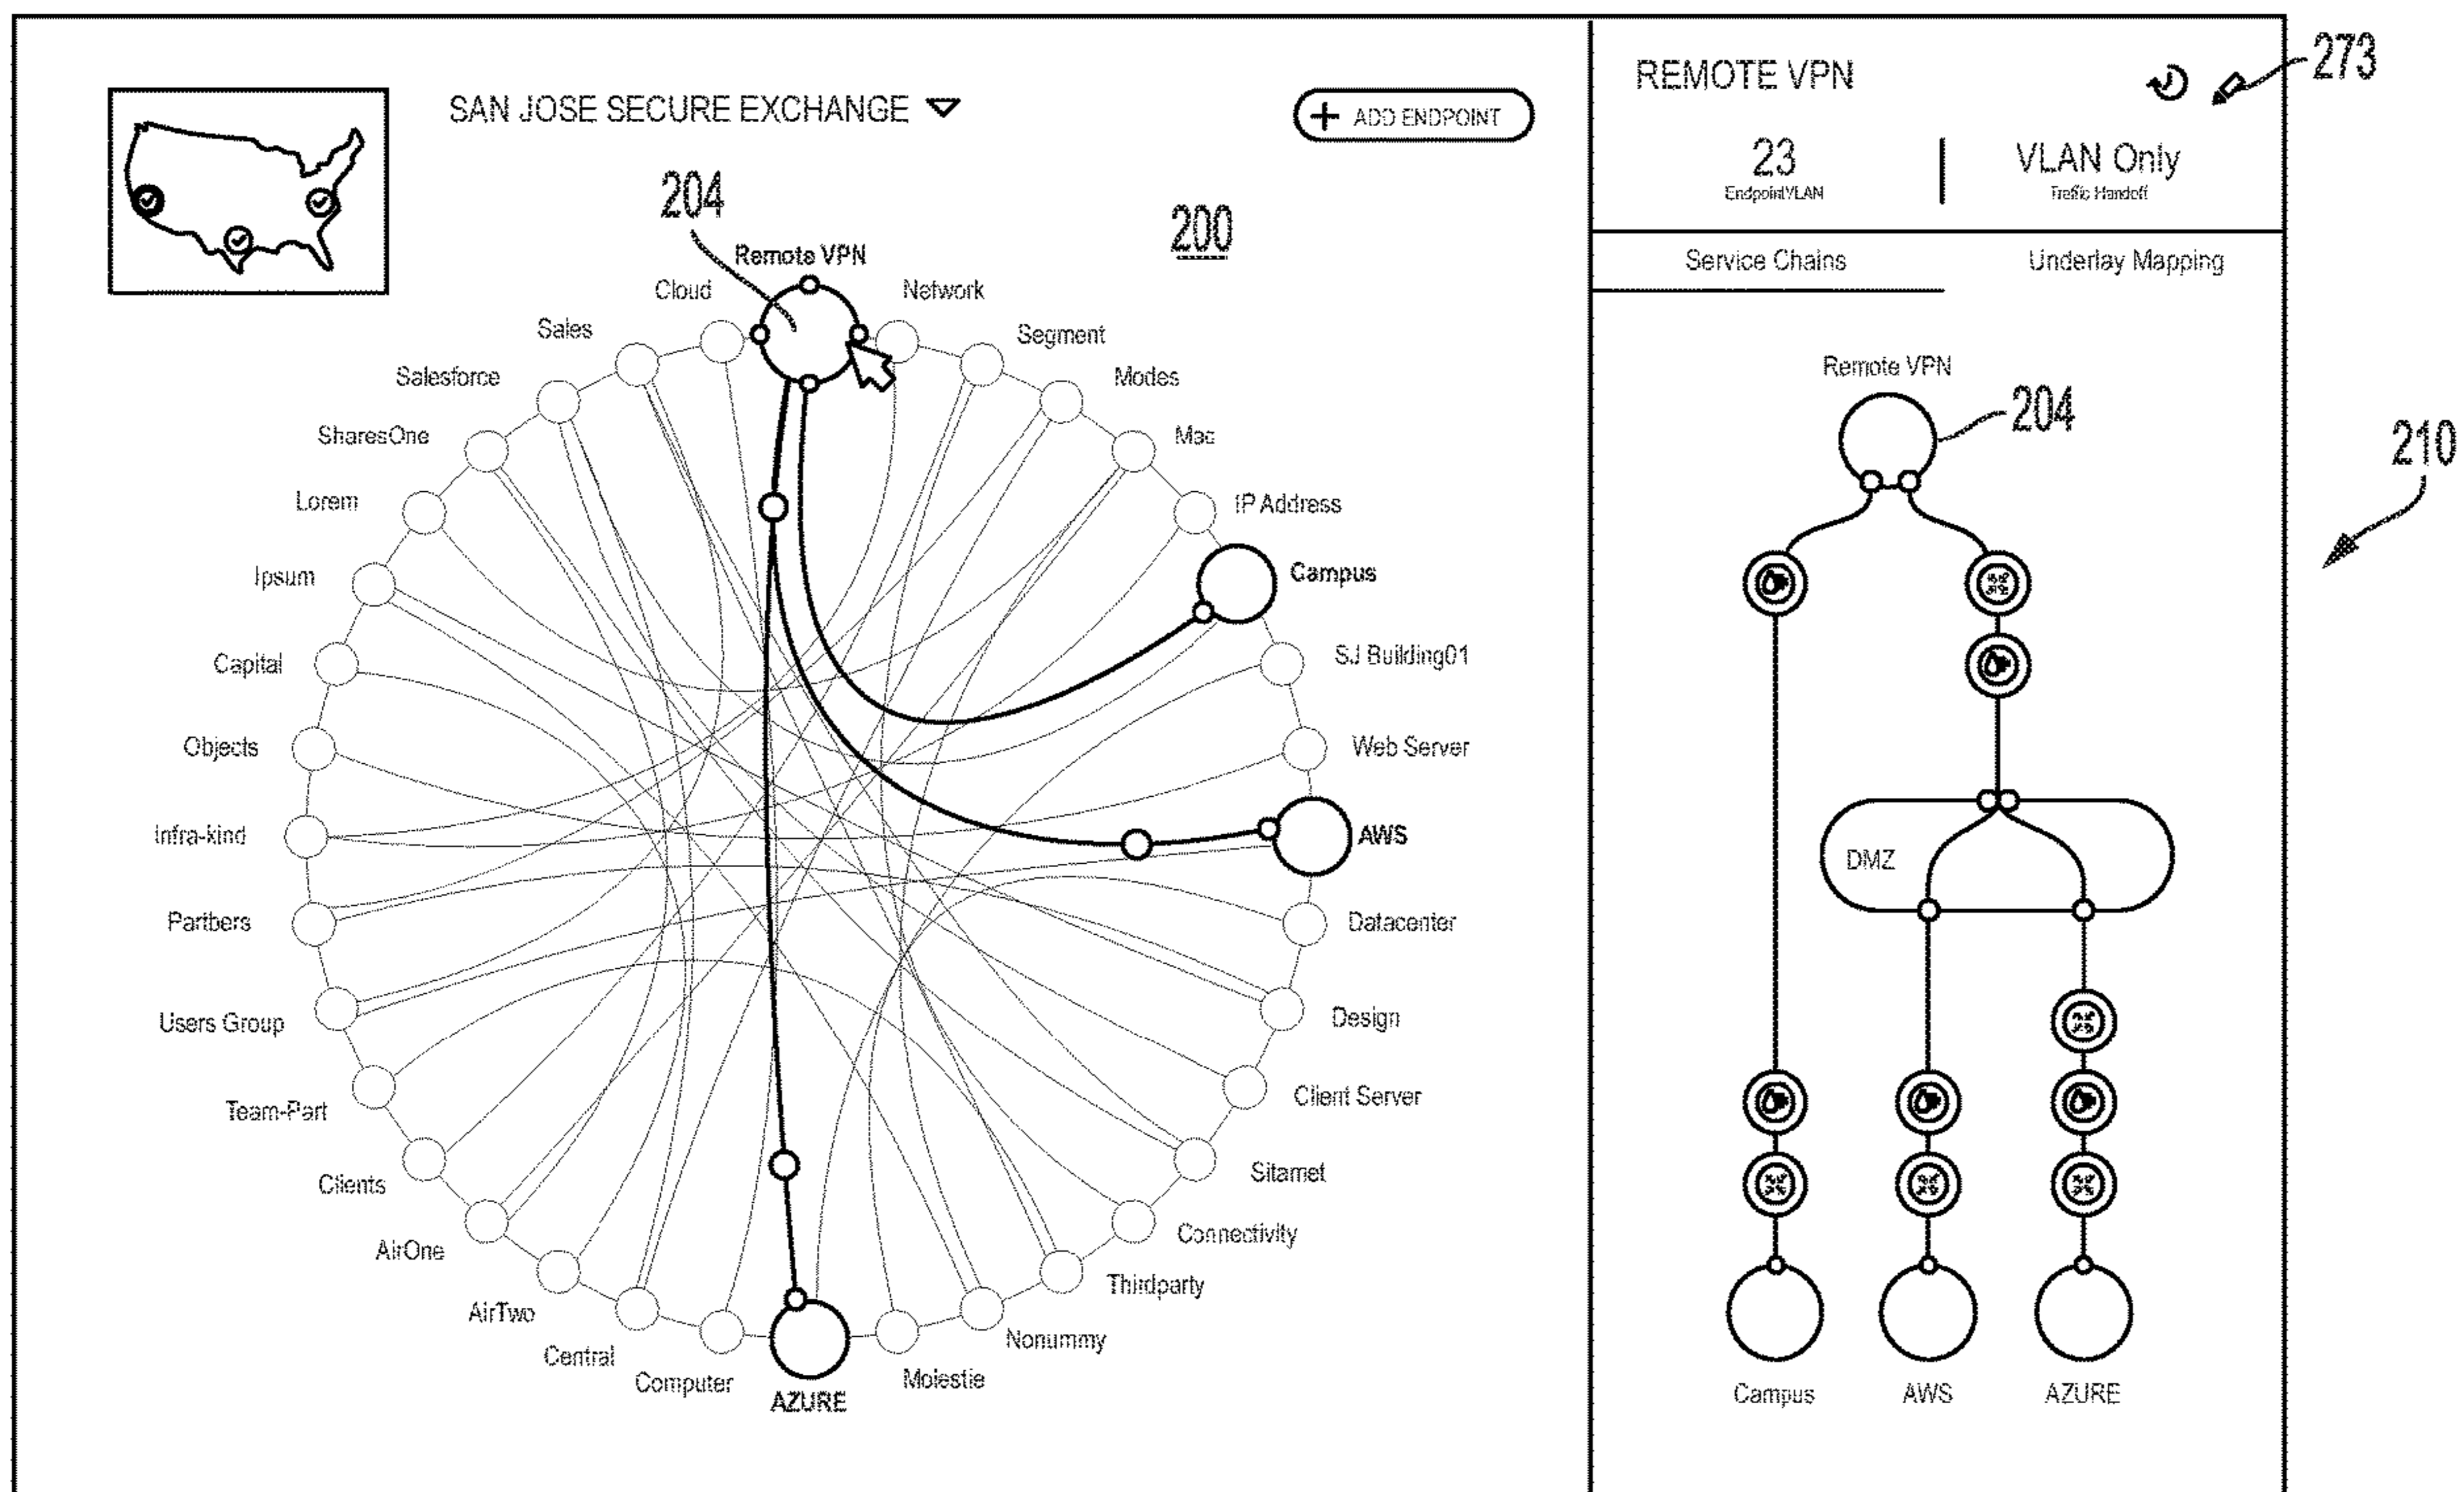 SAN JOSE SECURE EXCHANGE
+ ADD ENDPOINT
204
200
Remote VPN
Cloud
Network
Sales
Segment
Salesforce
Modes
SharesOne
Mac
Lorem
IP Address
Ipsum
Campus
Capital
SJ Building01
Objects
Web Server
Infra-kind
AWS
Partbers
Datacenter
Users Group
Design
Team-Part
Client Server
Clients
Sitamet
AirOne
Connectivity
AirTwo
Thirdparty
Central
Nonummy
Computer
Molestie
AZURE
REMOTE VPN
273
23
EndpointVLAN
VLAN Only
Traffic Handoff
Service Chains
Underlay Mapping
Remote VPN
204
210
DMZ
Campus
AWS
AZURE